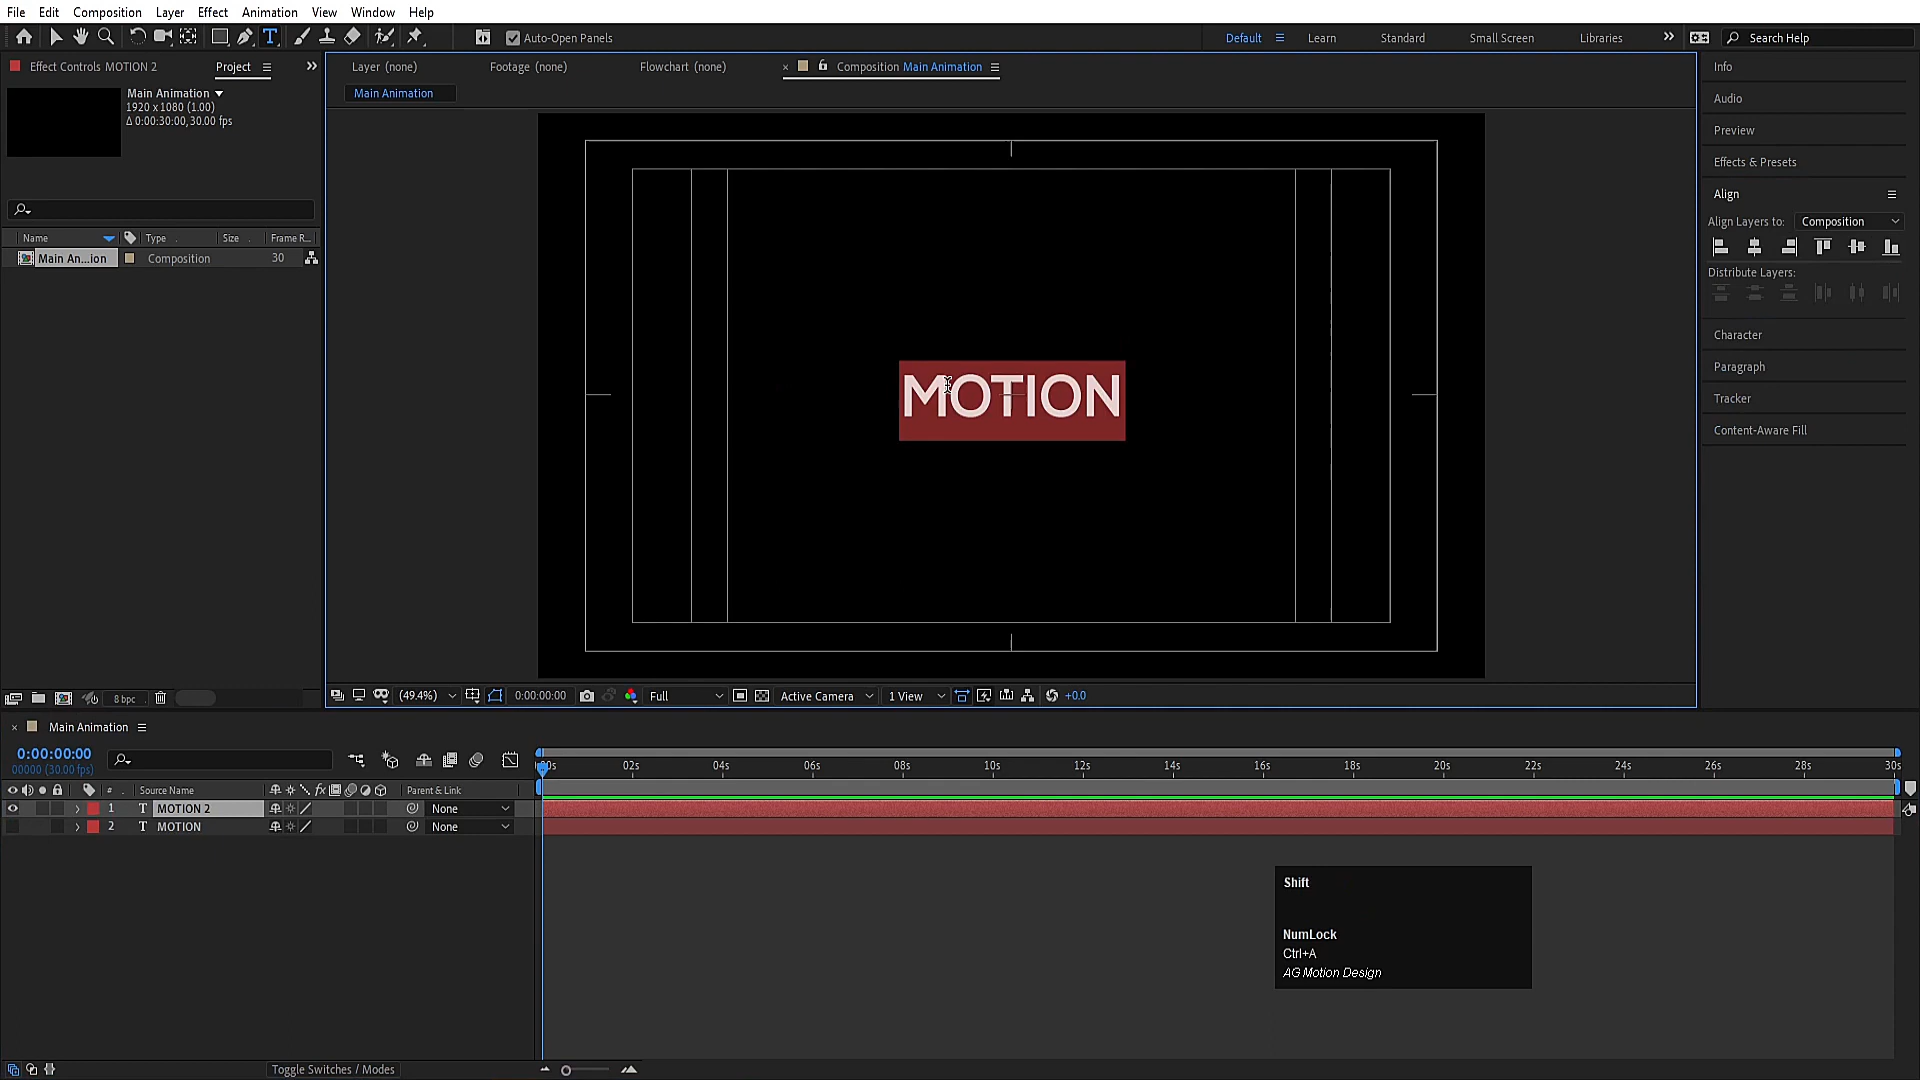 File Edit Composition Layer Effect Animation View Window Help
Auto-Open Panels
Default
Learn
Standard
Small Screen
Libraries
Search Help
Effect Controls MOTION 2
Project
Layer (none)
Footage (none)
Flowchart (none)
Composition Main Animation
Main Animation
Main Animation
1920 x 1080 (1.00)
Δ 0:00:30:00, 30.00 fps
Name
Type
Size
Frame R...
Main An...ion
Composition
30
8 bpc
MOTION
(49.4%)
0:00:00:00
Full
Active Camera
1 View
+0.0
Info
Audio
Preview
Effects & Presets
Align
Align Layers to:
Composition
Distribute Layers:
Character
Paragraph
Tracker
Content-Aware Fill
Main Animation
0:00:00:00
00000 (30.00 fps)
02s 04s 06s 08s 10s 12s 14s 16s 18s 20s 22s 24s 26s 28s 30s
# Source Name
fx
Parent & Link
1 T MOTION 2
None
2 T MOTION
None
Shift
NumLock
Ctrl+A
AG Motion Design
Toggle Switches / Modes